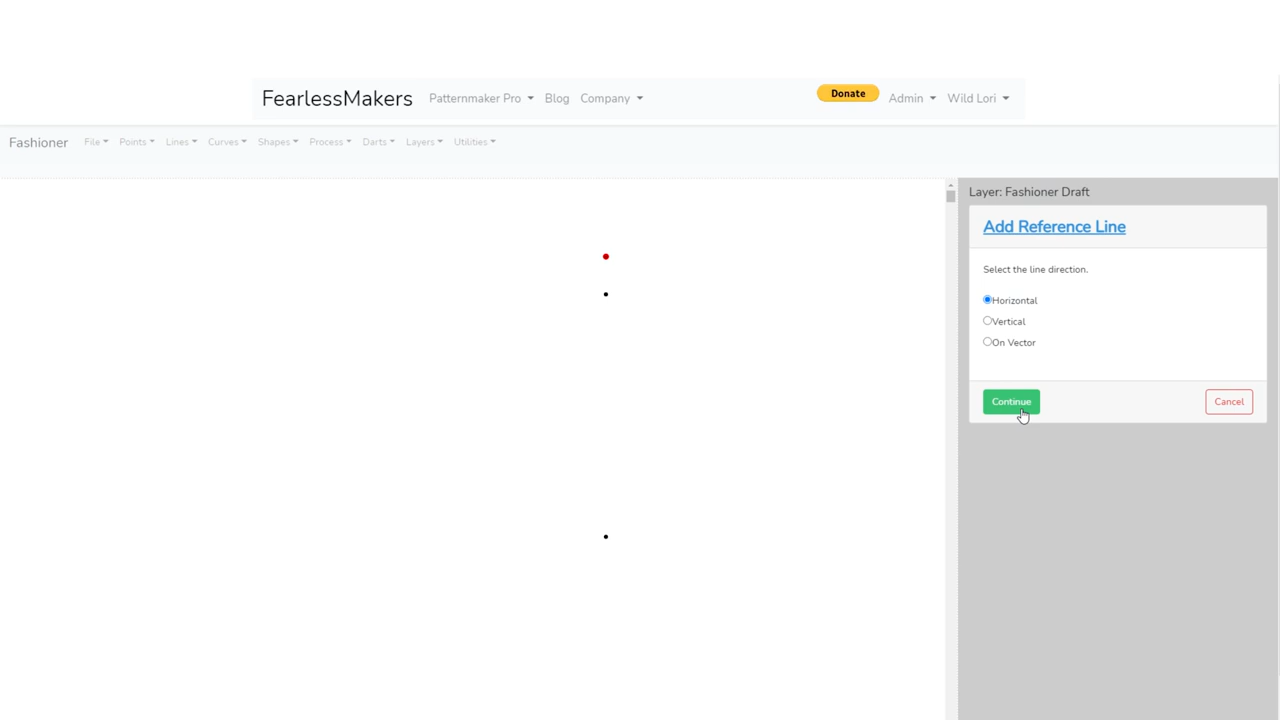 FearlessMakers Patternmaker Pro Blog Company Donate Admin Wild Lori
Fashioner File Points Lines Curves Shapes Process Darts Layers Utilities
Layer: Fashioner Draft
Add Reference Line
Select the line direction.
Horizontal
Vertical
On Vector
Continue Cancel